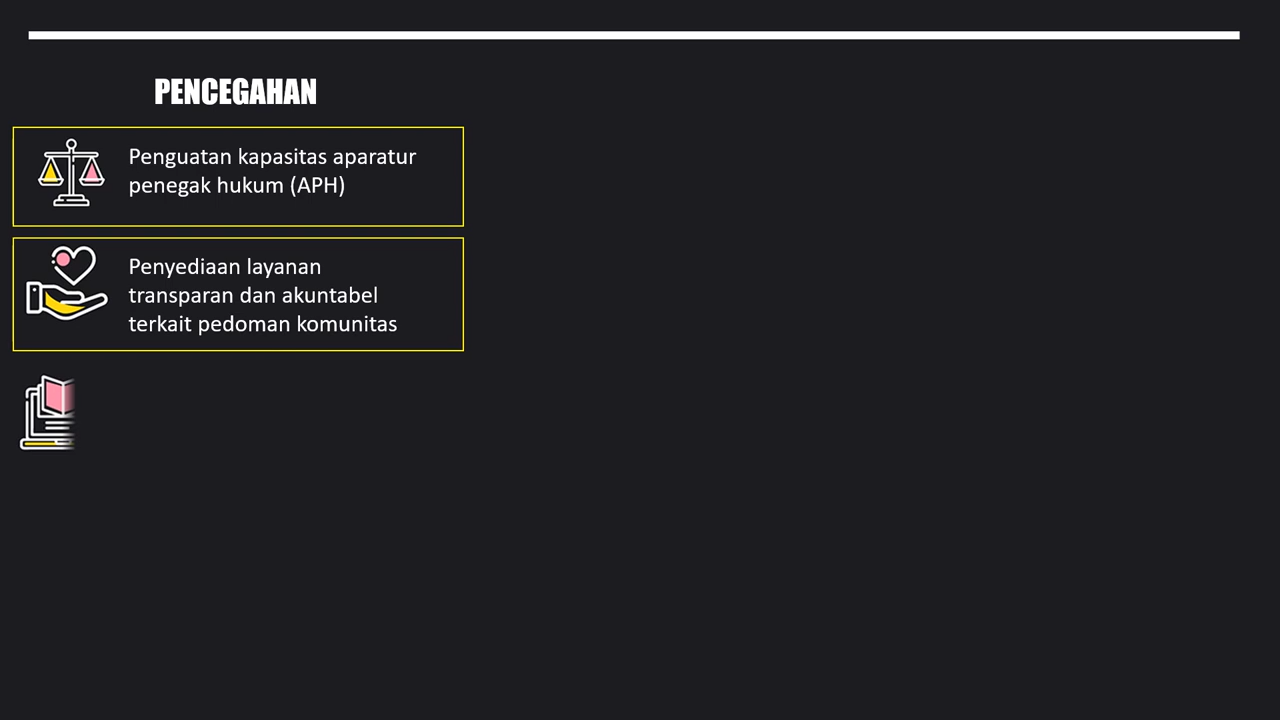 PENCEGAHAN
Penguatan kapasitas aparatur
penegak hukum (APH)
Penyediaan layanan
transparan dan akuntabel
terkait pedoman komunitas